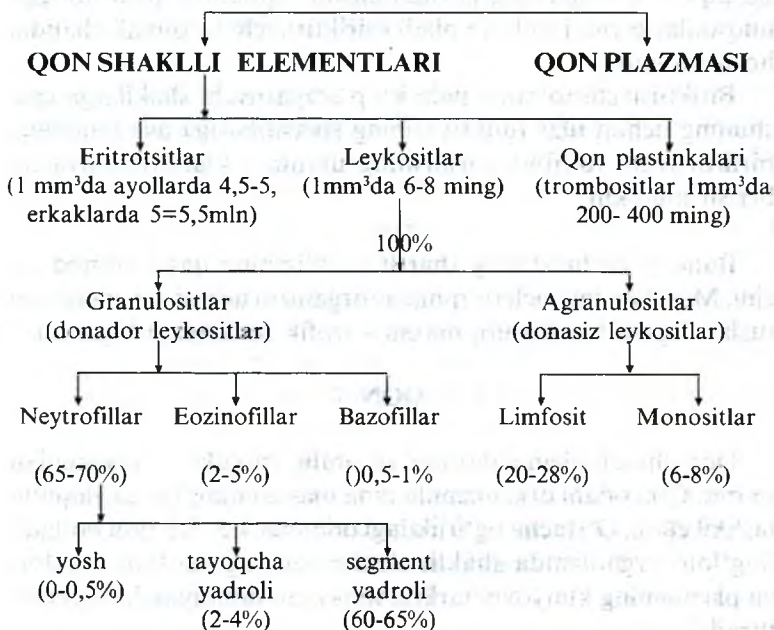 QON SHAKLLI ELEMENTLARI QON PLAZMASI
Eritrotsitlar Leykositlar Qon plastinkalari
(1 mm³da ayollarda 4,5-5, (1mm³da 6-8 ming) (trombositlar 1mm³da
erkaklarda 5=5,5mln) 200- 400 ming)
100%
Granulositlar Agranulositlar
(donador leykositlar) (domasiz leykositlar)
Neytrofillar Eozinofillar Bazofillar Limfosit Monositlar
(65-70%) (2-5%) ()0,5-1% (20-28%) (6-8%)
yosh tayoqcha segment
(0-0,5%) yadroli yadroli
(2-4%) (60-65%)